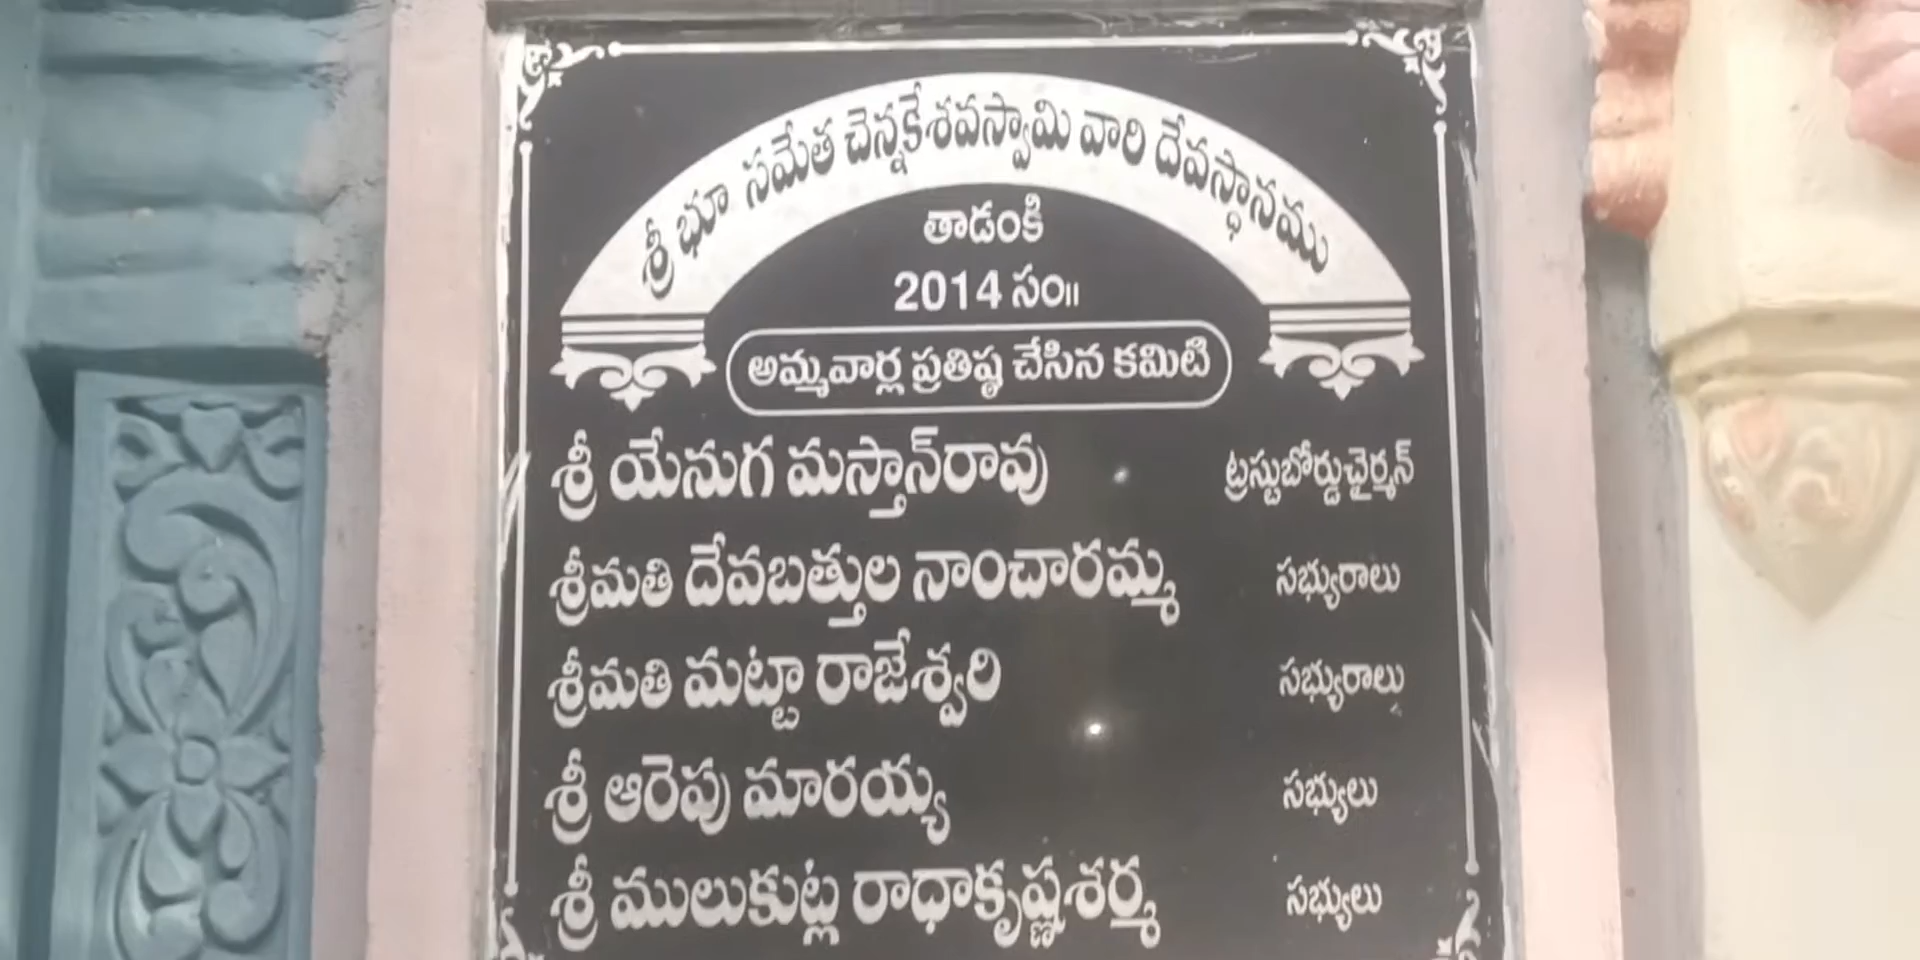 శ్రీ భూ సమేత చెన్నకేశవస్వామి వారి దేవస్థానము
తాడంకి
2014 సం॥
అమ్మవార్ల ప్రతిష్ఠ చేసిన కమిటి
శ్రీ యేనుగ మస్తాన్‌రావు ట్రస్టుబోర్డుఛైర్మన్
శ్రీమతి దేవబత్తుల నాంచారమ్మ సభ్యురాలు
శ్రీమతి మట్టా రాజేశ్వరి సభ్యురాలు
శ్రీ ఆరెపు మారయ్య సభ్యులు
శ్రీ ములుకుట్ల రాధాకృష్ణశర్మ సభ్యులు